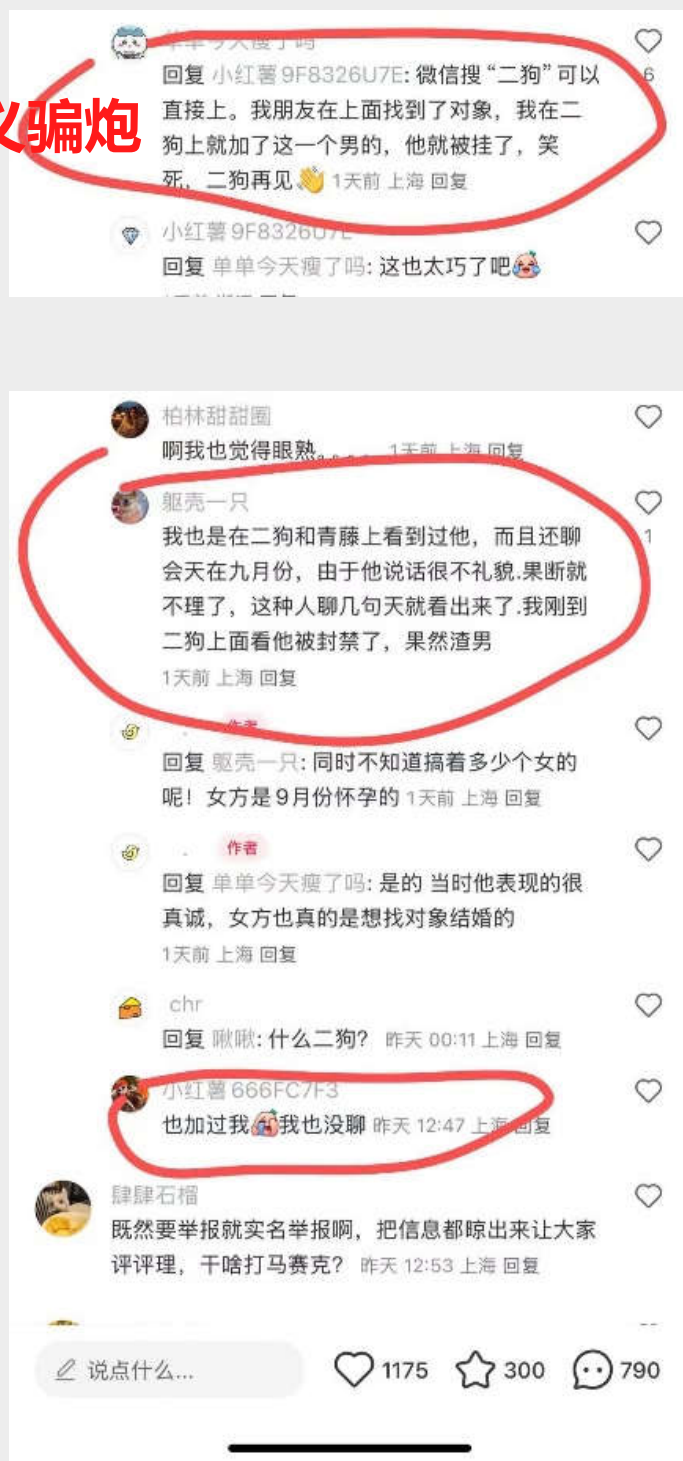 单单今天瘦了吗
回复 小红薯9F8326U7E: 微信搜“二狗”可以
6
义骗炮
直接上。我朋友在上面找到了对象，我在二
狗上就加了这一个男的，他就被挂了，笑
死，二狗再见👋 1天前 上海 回复
小红薯9F8326U7E
回复 单单今天瘦了吗: 这也太巧了吧
柏林甜甜圈
啊我也觉得眼熟。。。 1天前 上海 回复
躯壳一只
我也是在二狗和青藤上看到过他，而且还聊
1
会天在九月份，由于他说话很不礼貌.果断就
不理了，这种人聊几句天就看出来了.我刚到
二狗上面看他被封禁了，果然渣男
1天前 上海 回复
. 作者
回复 躯壳一只: 同时不知道搞着多少个女的
呢！女方是9月份怀孕的 1天前 上海 回复
. 作者
回复 单单今天瘦了吗: 是的 当时他表现的很
真诚，女方也真的是想找对象结婚的
1天前 上海 回复
chr
回复 啾啾: 什么二狗？ 昨天 00:11 上海 回复
小红薯666FC7F3
也加过我我也没聊 昨天 12:47 上海 回复
肆肆石榴
既然要举报就实名举报啊，把信息都晾出来让大家
评评理，干啥打马赛克？ 昨天 12:53 上海 回复
说点什么... 1175 300 790